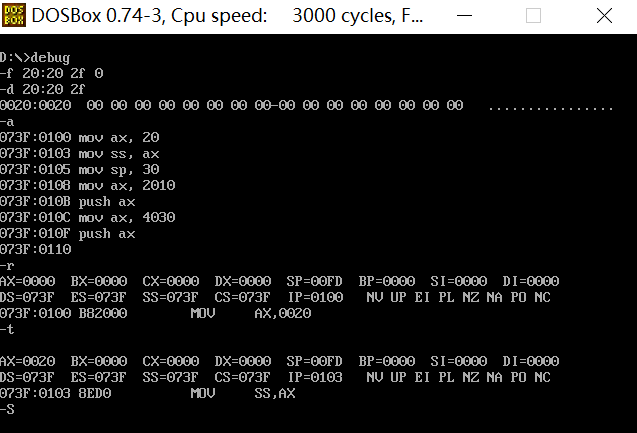 DOS
BOX
DOSBox 0.74-3, Cpu speed:    3000 cycles, F...
D:\>debug
-f 20:20 2f 0
-d 20:20 2f
0020:0020  00 00 00 00 00 00 00 00-00 00 00 00 00 00 00 00   ................
-a
073F:0100 mov ax, 20
073F:0103 mov ss, ax
073F:0105 mov sp, 30
073F:0108 mov ax, 2010
073F:010B push ax
073F:010C mov ax, 4030
073F:010F push ax
073F:0110
-r
AX=0000  BX=0000  CX=0000  DX=0000  SP=00FD  BP=0000  SI=0000  DI=0000
DS=073F  ES=073F  SS=073F  CS=073F  IP=0100   NV UP EI PL NZ NA PO NC
073F:0100 B82000        MOV     AX,0020
-t
AX=0020  BX=0000  CX=0000  DX=0000  SP=00FD  BP=0000  SI=0000  DI=0000
DS=073F  ES=073F  SS=073F  CS=073F  IP=0103   NV UP EI PL NZ NA PO NC
073F:0103 8ED0          MOV     SS,AX
-S